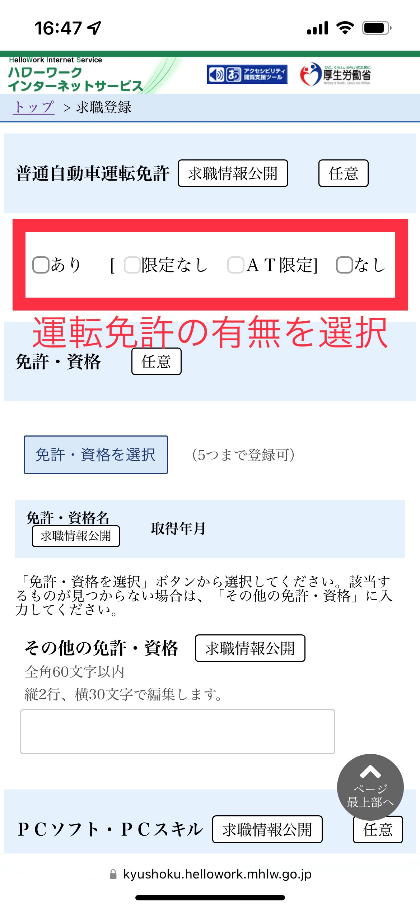 16:47
HelloWork Internet Service
ハローワーク
インターネットサービス
アクセシビリティ
閲覧支援ツール
厚生労働省
トップ > 求職登録
普通自動車運転免許 求職情報公開 任意
あり [ 限定なし AT限定] なし
運転免許の有無を選択
免許・資格 任意
免許・資格を選択 (5つまで登録可)
免許・資格名 取得年月
求職情報公開
「免許・資格を選択」ボタンから選択してください。該当す
るものが見つからない場合は、「その他の免許・資格」に入
力してください。
その他の免許・資格 求職情報公開
全角60文字以内
縦2行、横30文字で編集します。
ページ
最上部へ
PCソフト・PCスキル 求職情報公開 任意
kyushoku.hellowork.mhlw.go.jp